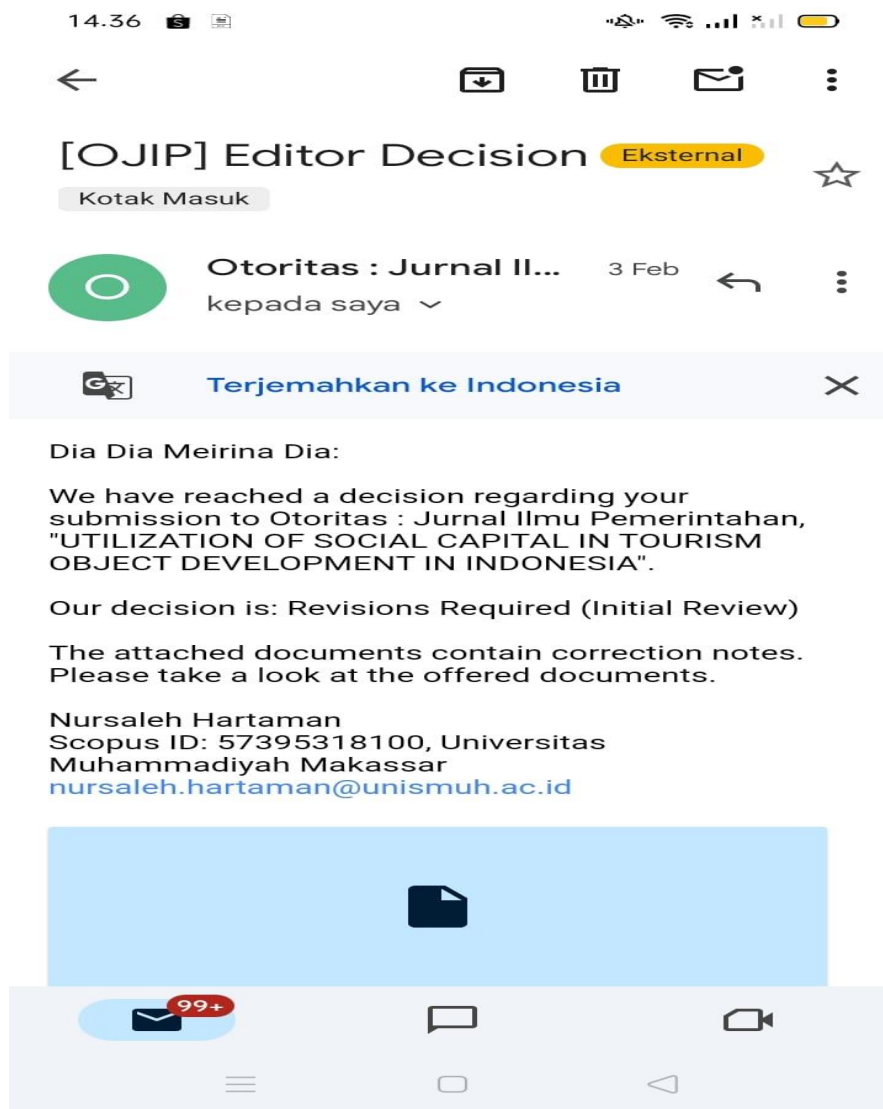 14.36
[OJIP] Editor Decision Eksternal
Kotak Masuk
O
Otoritas : Jurnal Il... 3 Feb
kepada saya
Terjemahkan ke Indonesia
Dia Dia Meirina Dia:
We have reached a decision regarding your
submission to Otoritas : Jurnal Ilmu Pemerintahan,
"UTILIZATION OF SOCIAL CAPITAL IN TOURISM
OBJECT DEVELOPMENT IN INDONESIA".
Our decision is: Revisions Required (Initial Review)
The attached documents contain correction notes.
Please take a look at the offered documents.
Nursaleh Hartaman
Scopus ID: 57395318100, Universitas
Muhammadiyah Makassar
nursaleh.hartaman@unismuh.ac.id
99+